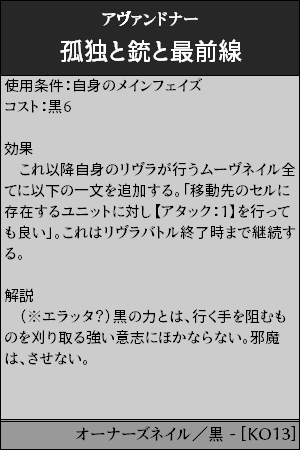 アヴァンドナー
孤独と銃と最前線
使用条件：自身のメインフェイズ
コスト：黒6
効果
　これ以降自身のリヴラが行うムーヴネイル全
てに以下の一文を追加する。「移動先のセルに
存在するユニットに対し【アタック：1】を行って
も良い」。これはリヴラバトル終了時まで継続す
る。
解説
　（※エラッタ？）黒の力とは、行く手を阻むも
のを刈り取る強い意志にほかならない。邪魔
は、させない。
オーナーズネイル／黒 - [KO13]